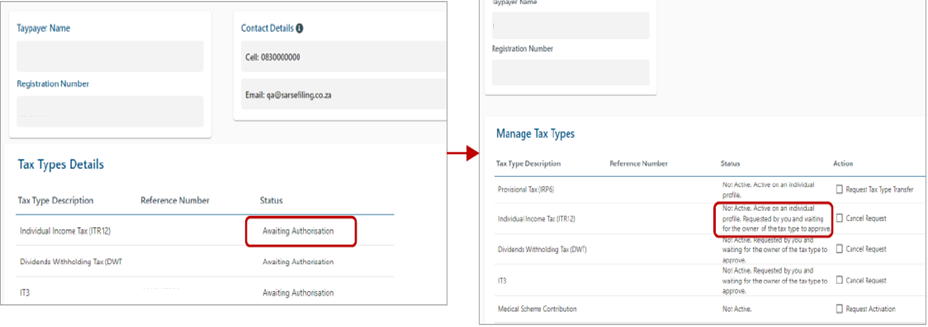 Taypayer Name
Contact Details
Cell: 0830000000
Registration Number
Email: qa@sarsefiling.co.za
Tax Types Details
Tax Type Description Reference Number Status
Individual Income Tax (ITR12) Awaiting Authorisation
Dividends Withholding Tax (DWT Awaiting Authorisation
IT3 Awaiting Authorisation
Taxpayer Name
Registration Number
Manage Tax Types
Tax Type Description Reference Number Status Action
Provisional Tax (IRP6) Not Active. Active on an individual
profile. Request Tax Type Transfer
Individual Income Tax (ITR12) Not Active. Active on an individual
profile. Requested by you and waiting Cancel Request
for the owner of the tax type to approve.
Dividends Withholding Tax (DWT) Not Active. Requested by you and
waiting for the owner of the tax type to Cancel Request
approve.
IT3 Not Active. Requested by you and
waiting for the owner of the tax type to Cancel Request
approve.
Medical Scheme Contribution Not Active. Request Activation